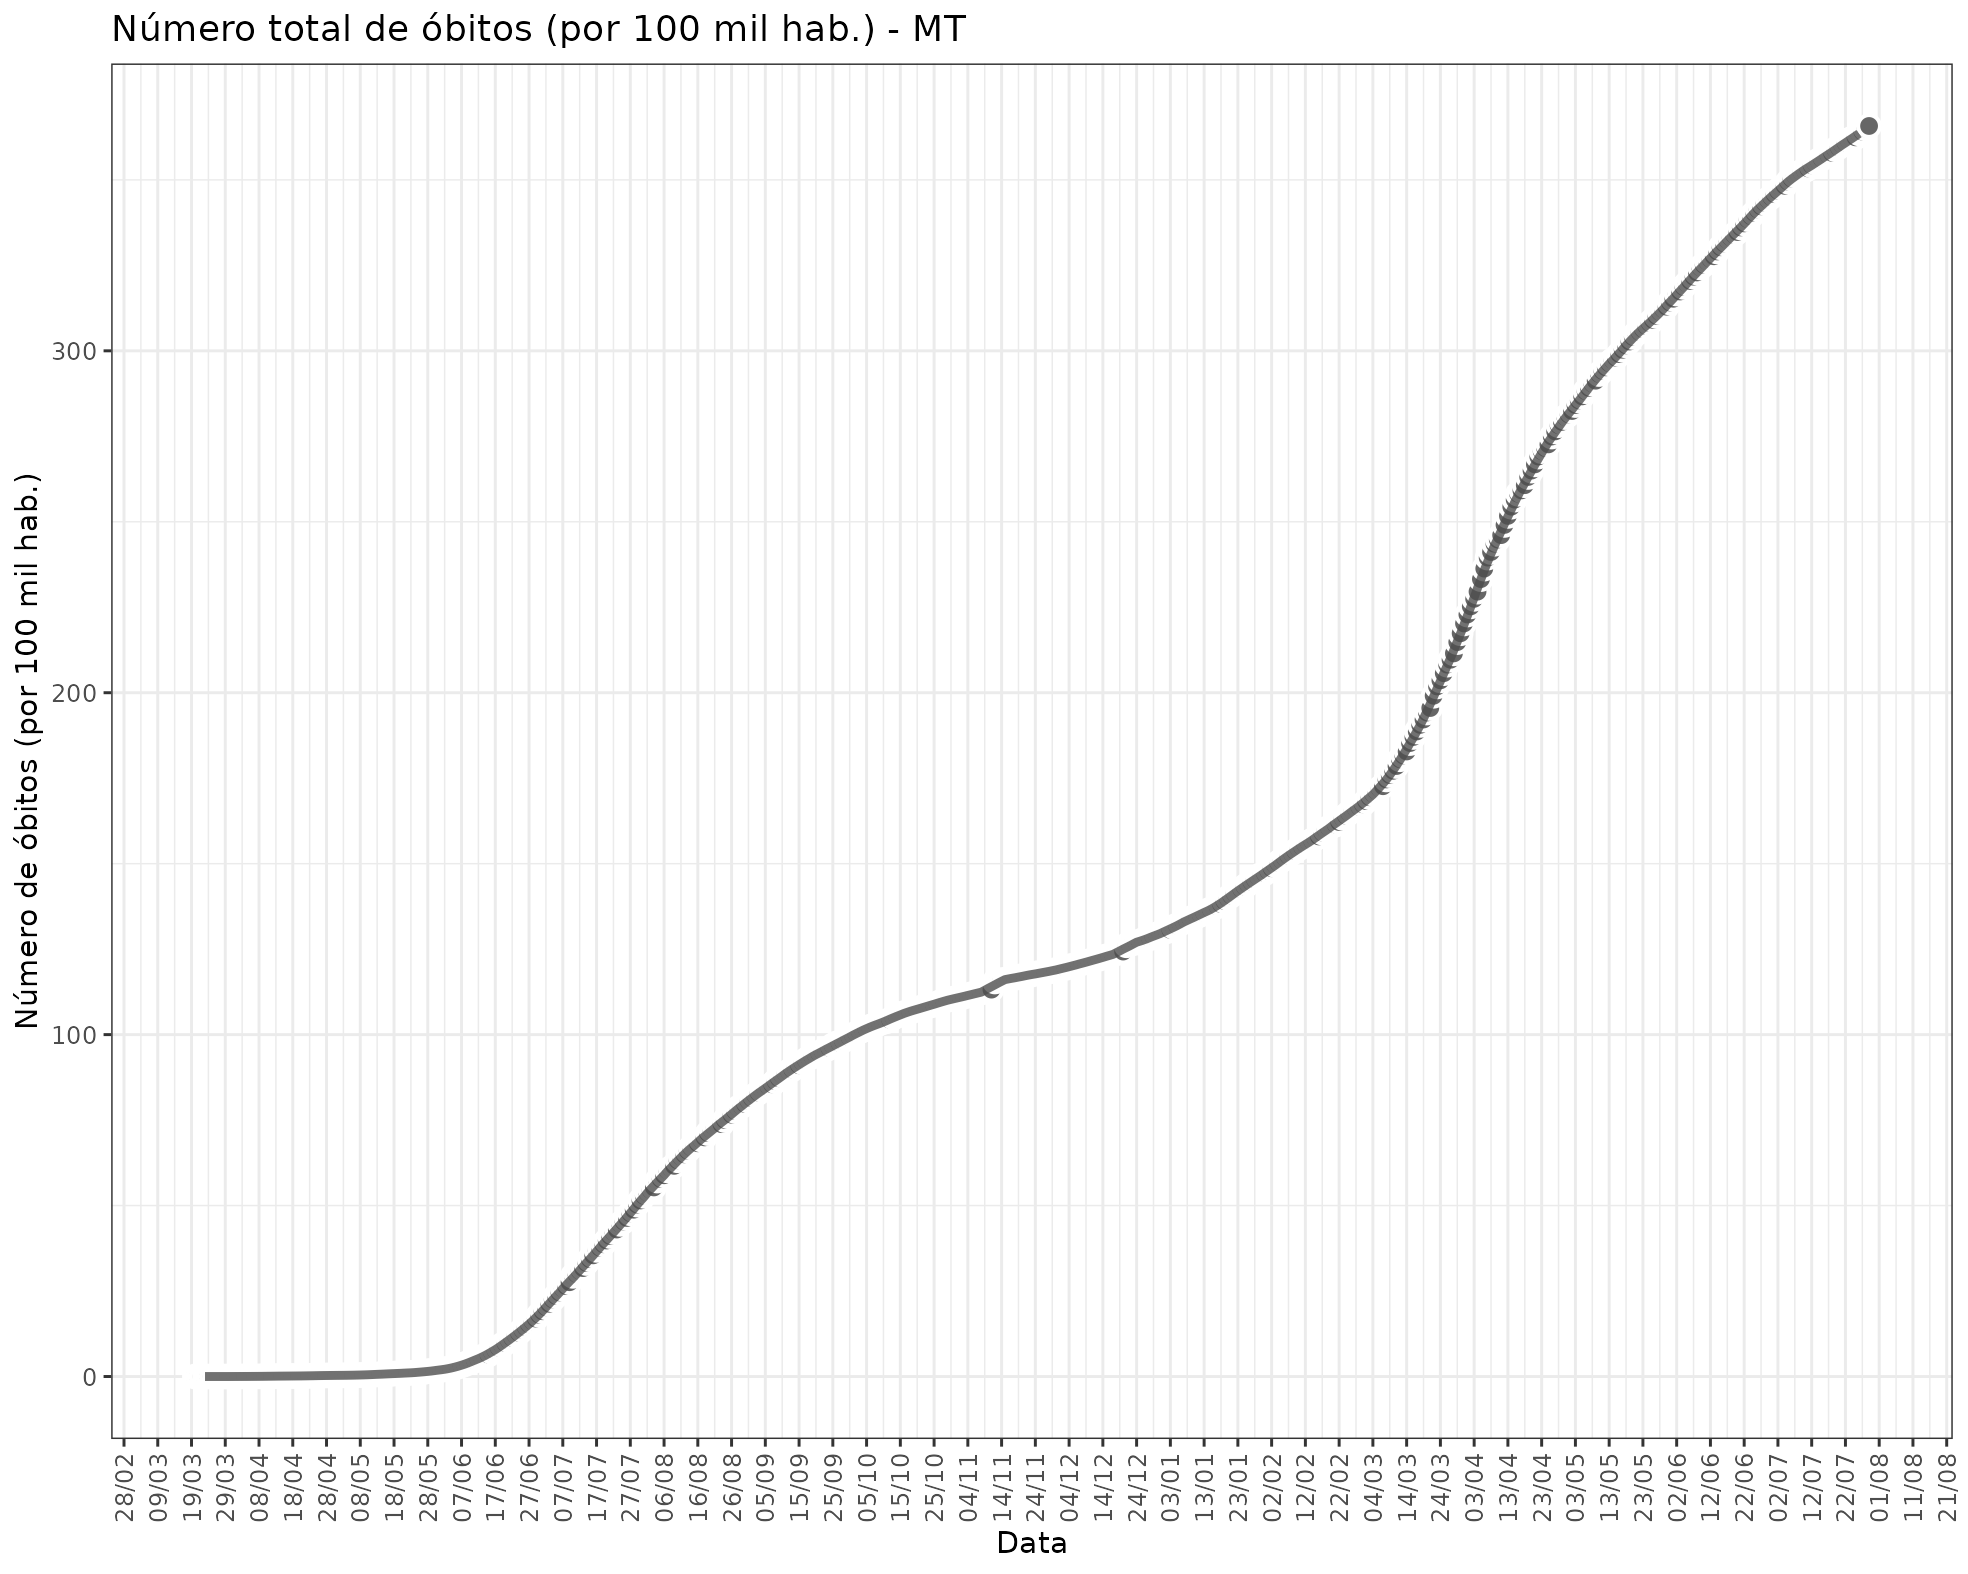 Número total de óbitos (por 100 mil hab.) - MT
Número de óbitos (por 100 mil hab.)
300
200
100
0
28/02 09/03 19/03 29/03 08/04 18/04 28/04 08/05 18/05 28/05 07/06 17/06 27/06 07/07 17/07 27/07 06/08 16/08 26/08 05/09 15/09 25/09 05/10 15/10 25/10 04/11 14/11 24/11 04/12 14/12 24/12 03/01 13/01 23/01 02/02 12/02 22/02 04/03 14/03 24/03 03/04 13/04 23/04 03/05 13/05 23/05 02/06 12/06 22/06 02/07 12/07 22/07 01/08 11/08 21/08
Data